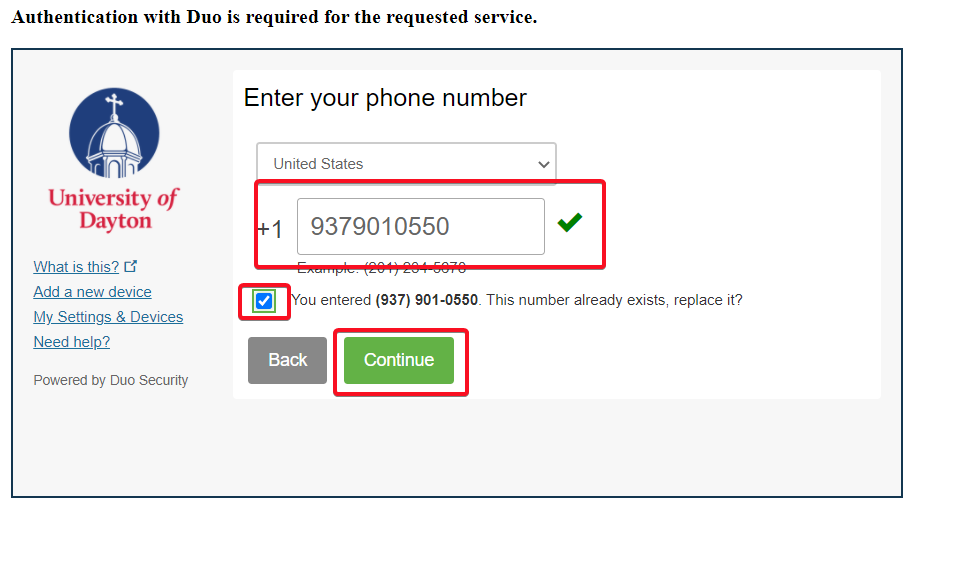 Authentication with Duo is required for the requested service.
Enter your phone number
United States
+1 9379010550
Example: (201) 234-5678
You entered (937) 901-0550. This number already exists, replace it?
Back Continue
University of
Dayton
What is this?
Add a new device
My Settings & Devices
Need help?
Powered by Duo Security